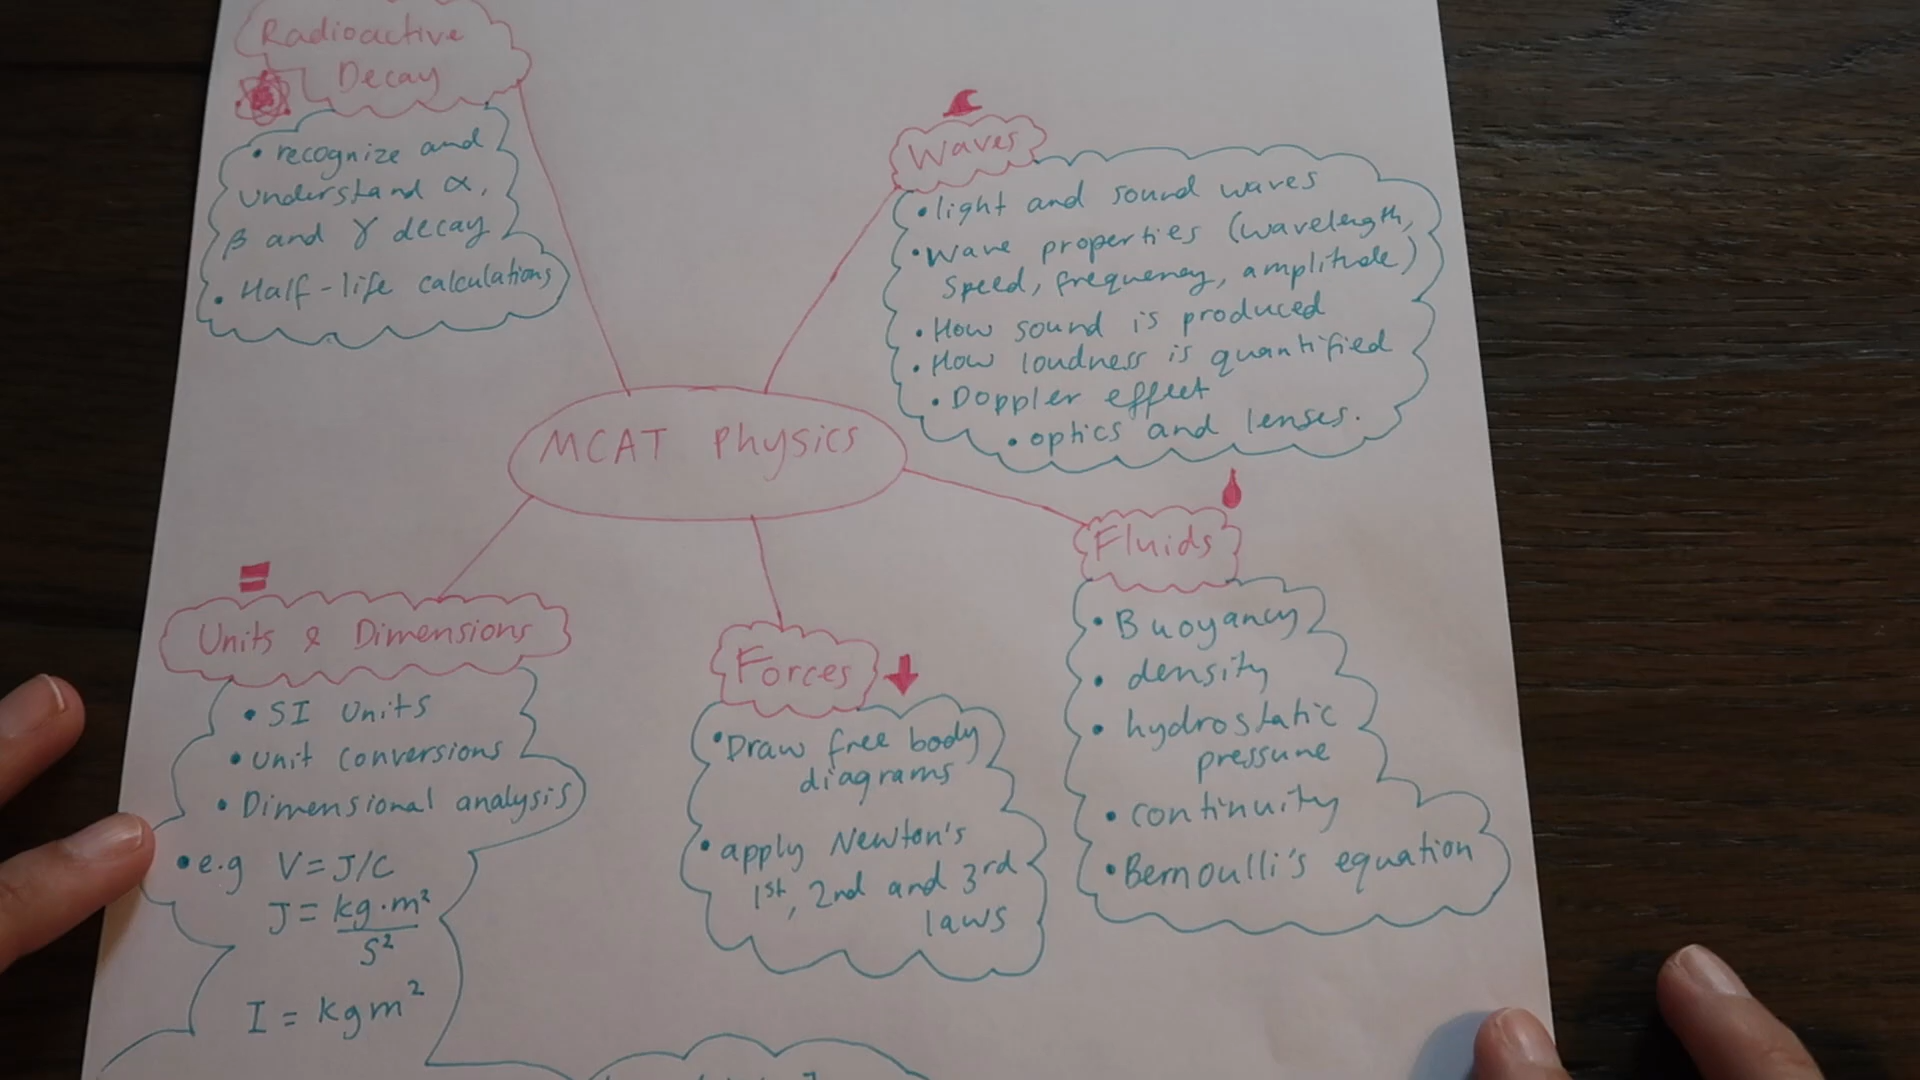 Radioactive
Decay
• recognize and
understand α,
β and γ decay
• Half-life calculations
Waves
• light and sound waves
• Wave properties (wavelength,
speed, frequency, amplitude)
• How sound is produced
• How loudness is quantified
• Doppler effect
• optics and lenses.
MCAT Physics
Fluids
• Buoyancy
• density
• hydrostatic
pressure
• continuity
• Bernoulli's equation
Units & Dimensions
• SI Units
• Unit conversions
• Dimensional analysis
• e.g V = J/C
J = kg·m²
s²
I = kgm²
Forces
• Draw free body
diagrams
• apply Newton's
1st, 2nd and 3rd
laws